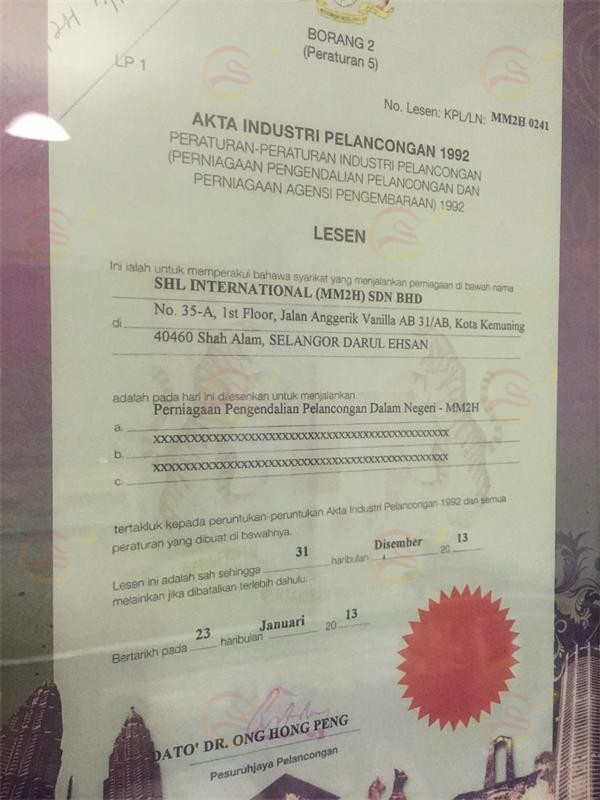 BORANG 2
(Peraturan 5)
LP 1
No. Lesen: KPL/LN: MM2H 0241
AKTA INDUSTRI PELANCONGAN 1992
PERATURAN-PERATURAN INDUSTRI PELANCONGAN
(PERNIAGAAN PENGENDALIAN PELANCONGAN DAN
PERNIAGAAN AGENSI PENGEMBARAAN) 1992
LESEN
Ini ialah untuk memperakui bahawa syarikat yang menjalankan perniagaan di bawah nama
SHL INTERNATIONAL (MM2H) SDN BHD
di No. 35-A, 1st Floor, Jalan Anggerik Vanilla AB 31/AB, Kota Kemuning
40460 Shah Alam, SELANGOR DARUL EHSAN
adalah pada hari ini dilesenkan untuk menjalankan
a. Perniagaan Pengendalian Pelancongan Dalam Negeri - MM2H
b. xxxxxxxxxxxxxxxxxxxxxxxxxxxxxxxxxxxxxxxxxxxxxxx
c. xxxxxxxxxxxxxxxxxxxxxxxxxxxxxxxxxxxxxxxxxxxxxxx
tertakluk kepada peruntukan-peruntukan Akta Industri Pelancongan 1992 dan semua
peraturan yang dibuat di bawahnya.
Lesen ini adalah sah sehingga 31 haribulan Disember 20 13
melainkan jika dibatalkan terlebih dahulu.
Bertarikh pada 23 haribulan Januari 20 13
DATO' DR. ONG HONG PENG
Pesuruhjaya Pelancongan